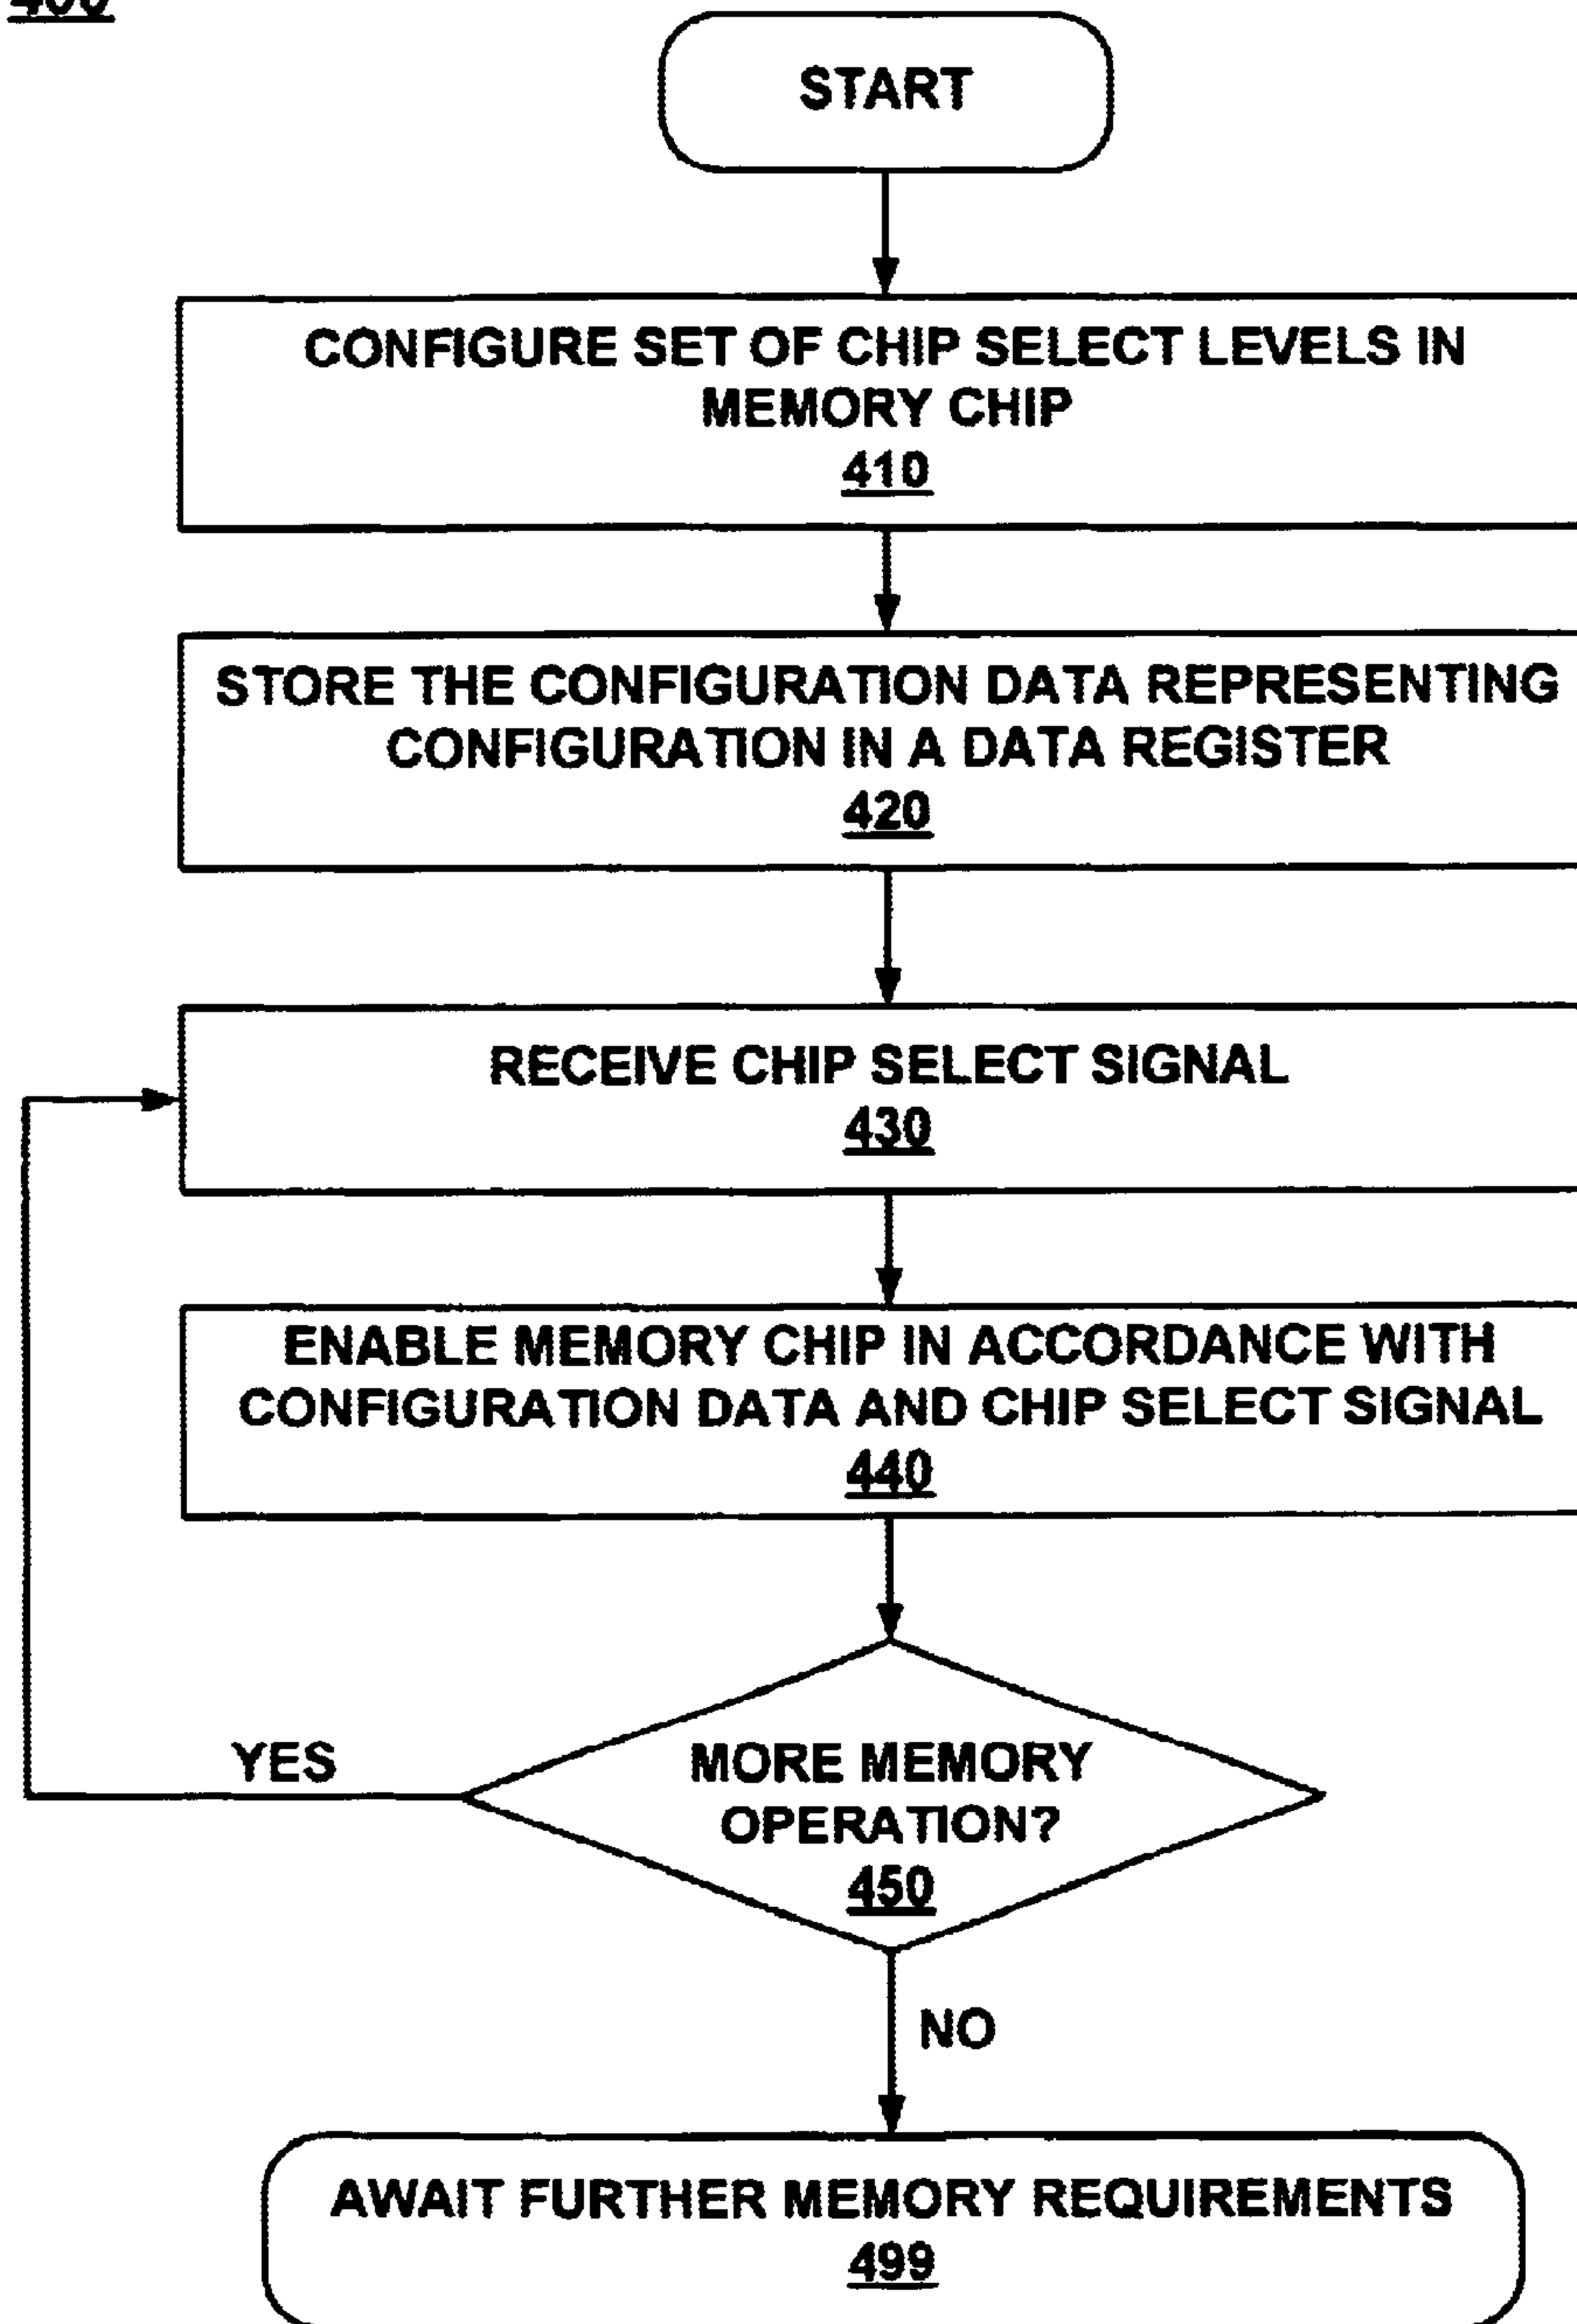 START
CONFIGURE SET OF CHIP SELECT LEVELS IN
MEMORY CHIP
410
STORE THE CONFIGURATION DATA REPRESENTING
CONFIGURATION IN A DATA REGISTER
420
RECEIVE CHIP SELECT SIGNAL
430
ENABLE MEMORY CHIP IN ACCORDANCE WITH
CONFIGURATION DATA AND CHIP SELECT SIGNAL
440
YES
MORE MEMORY
OPERATION?
450
NO
AWAIT FURTHER MEMORY REQUIREMENTS
499